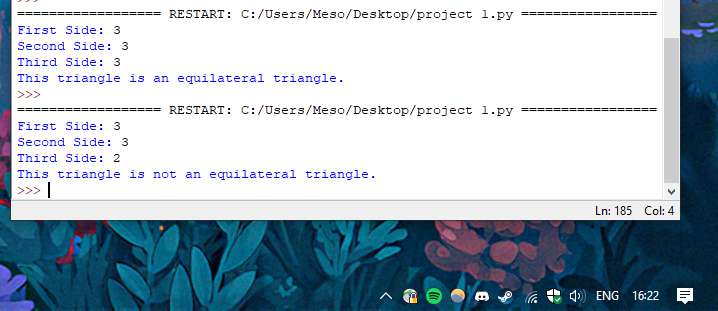 >>>
================== RESTART: C:/Users/Meso/Desktop/project 1.py =================
First Side: 3
Second Side: 3
Third Side: 3
This triangle is an equilateral triangle.
>>>
================== RESTART: C:/Users/Meso/Desktop/project 1.py =================
First Side: 3
Second Side: 3
Third Side: 2
This triangle is not an equilateral triangle.
>>>
Ln: 185 Col: 4
ENG 16:22